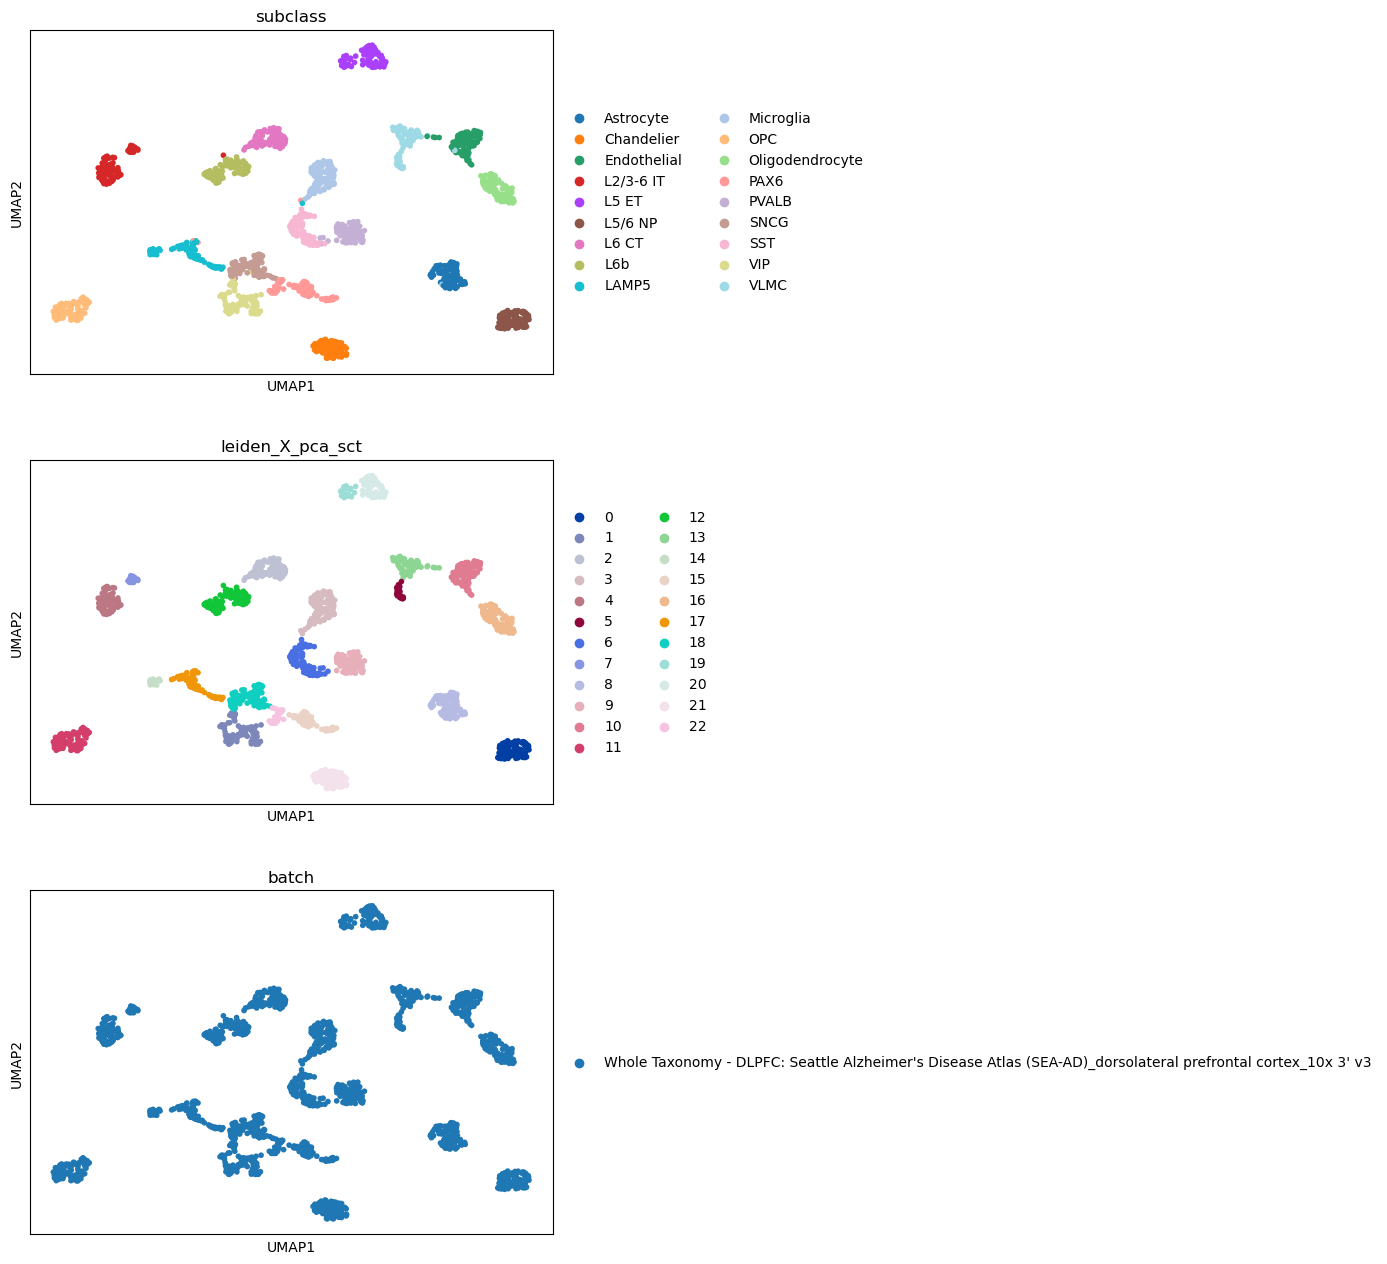 subclass
UMAP2
UMAP1
Astrocyte
Chandelier
Endothelial
L2/3-6 IT
L5 ET
L5/6 NP
L6 CT
L6b
LAMP5
Microglia
OPC
Oligodendrocyte
PAX6
PVALB
SNCG
SST
VIP
VLMC
leiden_X_pca_sct
UMAP2
UMAP1
0
1
2
3
4
5
6
7
8
9
10
11
12
13
14
15
16
17
18
19
20
21
22
batch
UMAP2
UMAP1
Whole Taxonomy - DLPFC: Seattle Alzheimer's Disease Atlas (SEA-AD)_dorsolateral prefrontal cortex_10x 3' v3